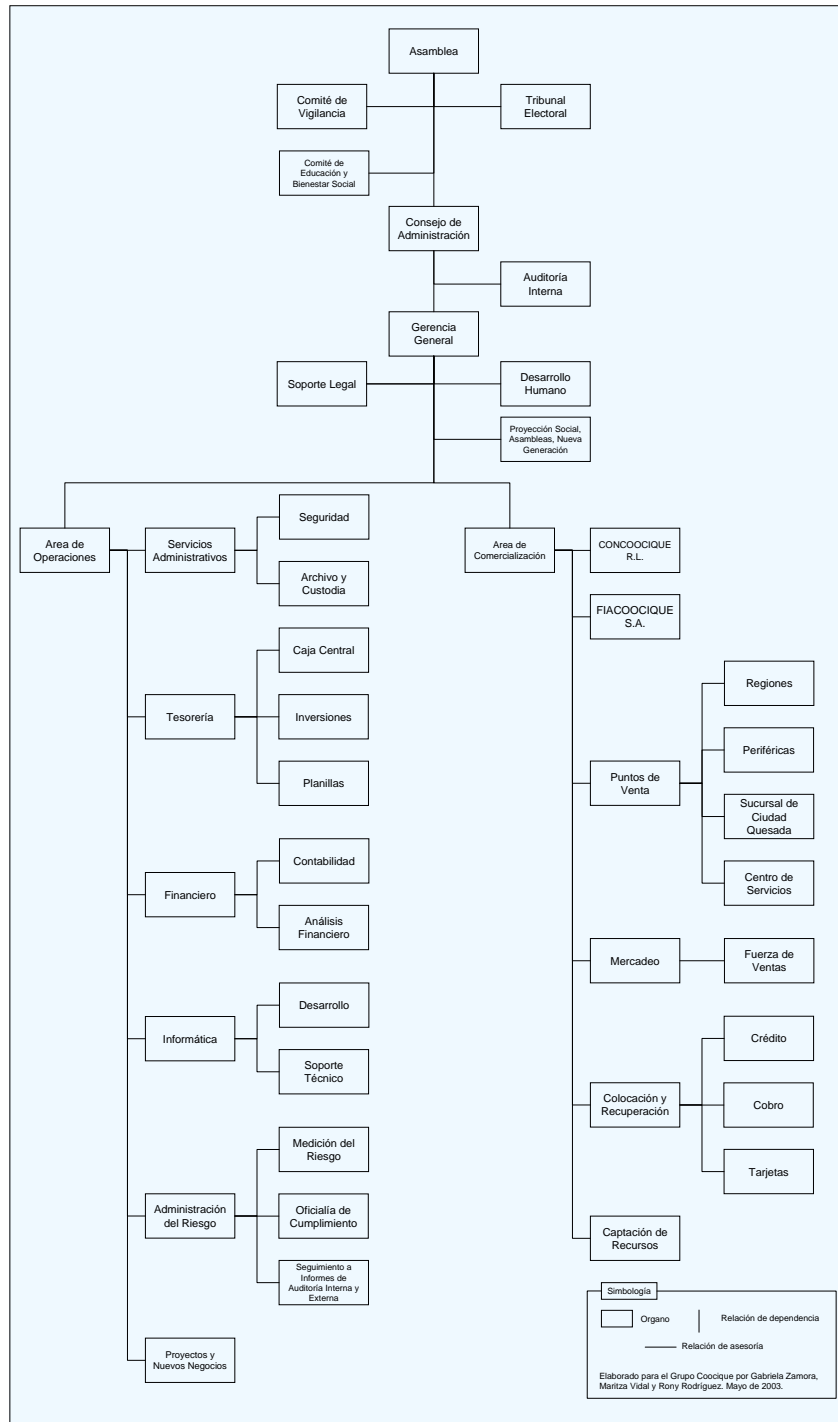 Asamblea
Comité de
Vigilancia
Tribunal
Electoral
Comité de
Educación y
Bienestar Social
Consejo de
Administración
Auditoría
Interna
Gerencia
General
Soporte Legal
Desarrollo
Humano
Proyección Social,
Asambleas, Nueva
Generación
Area de
Operaciones
Servicios
Administrativos
Seguridad
Archivo y
Custodia
Tesorería
Caja Central
Inversiones
Planillas
Financiero
Contabilidad
Análisis
Financiero
Informática
Desarrollo
Soporte
Técnico
Administración
del Riesgo
Medición del
Riesgo
Oficialía de
Cumplimiento
Seguimiento a
Informes de
Auditoría Interna y
Externa
Proyectos y
Nuevos Negocios
Area de
Comercialización
CONCOOCIQUE
R.L.
FIACOOCIQUE
S.A.
Puntos de
Venta
Regiones
Periféricas
Sucursal de
Ciudad
Quesada
Centro de
Servicios
Mercadeo
Fuerza de
Ventas
Colocación y
Recuperación
Crédito
Cobro
Tarjetas
Captación de
Recursos
Simbología
Organo
Relación de dependencia
Relación de asesoría
Elaborado para el Grupo Coocique por Gabriela Zamora,
Maritza Vidal y Rony Rodríguez. Mayo de 2003.